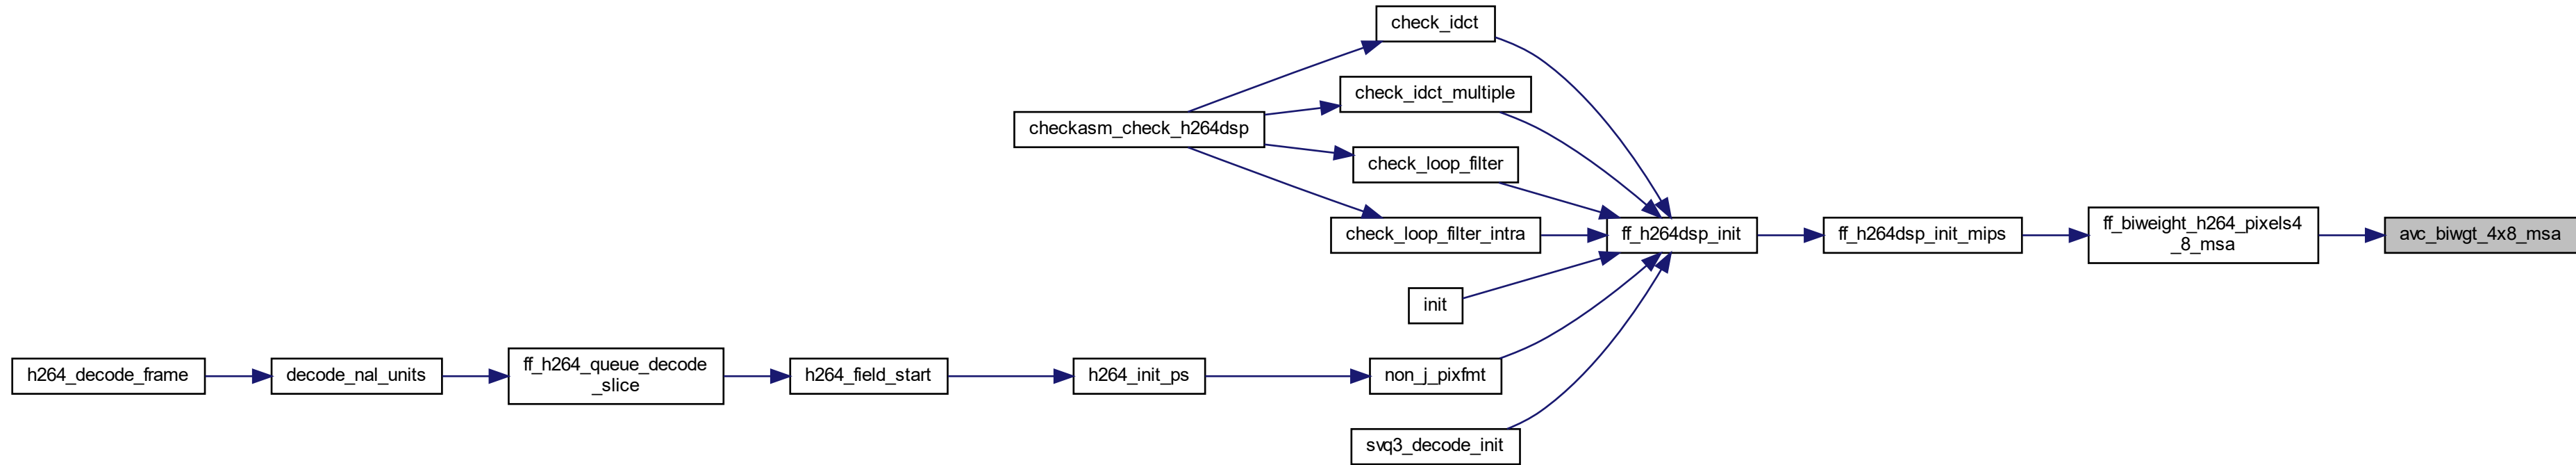 check_idct
check_idct_multiple
checkasm_check_h264dsp
check_loop_filter
check_loop_filter_intra
ff_h264dsp_init
ff_h264dsp_init_mips
ff_biweight_h264_pixels4
_8_msa
avc_biwgt_4x8_msa
init
h264_decode_frame
decode_nal_units
ff_h264_queue_decode
_slice
h264_field_start
h264_init_ps
non_j_pixfmt
svq3_decode_init